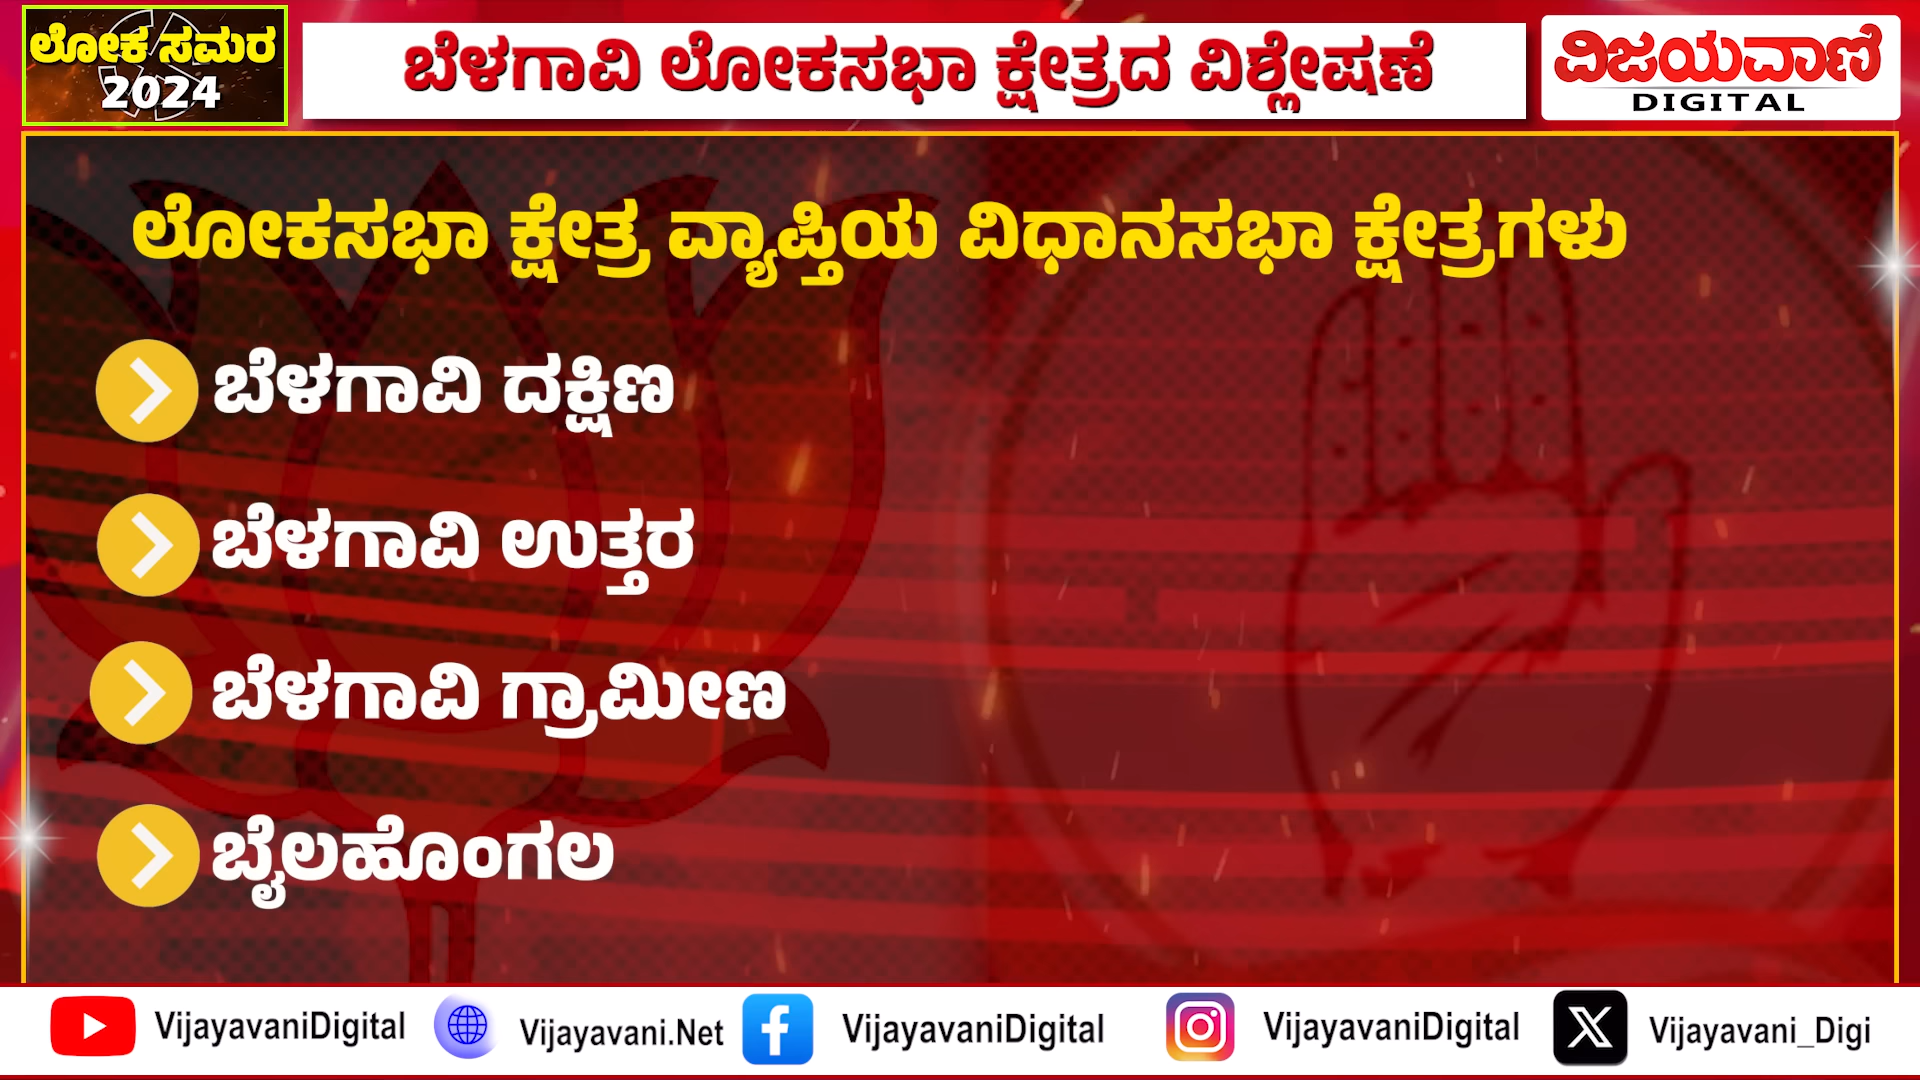 ಲೋಕ ಸಮರ
2024
ಬೆಳಗಾವಿ ಲೋಕಸಭಾ ಕ್ಷೇತ್ರದ ವಿಶ್ಲೇಷಣೆ
ವಿಜಯವಾಣಿ
DIGITAL
ಲೋಕಸಭಾ ಕ್ಷೇತ್ರ ವ್ಯಾಪ್ತಿಯ ವಿಧಾನಸಭಾ ಕ್ಷೇತ್ರಗಳು
ಬೆಳಗಾವಿ ದಕ್ಷಿಣ
ಬೆಳಗಾವಿ ಉತ್ತರ
ಬೆಳಗಾವಿ ಗ್ರಾಮೀಣ
ಬೈಲಹೊಂಗಲ
VijayavaniDigital Vijayavani.Net VijayavaniDigital VijayavaniDigital Vijayavani_Digi